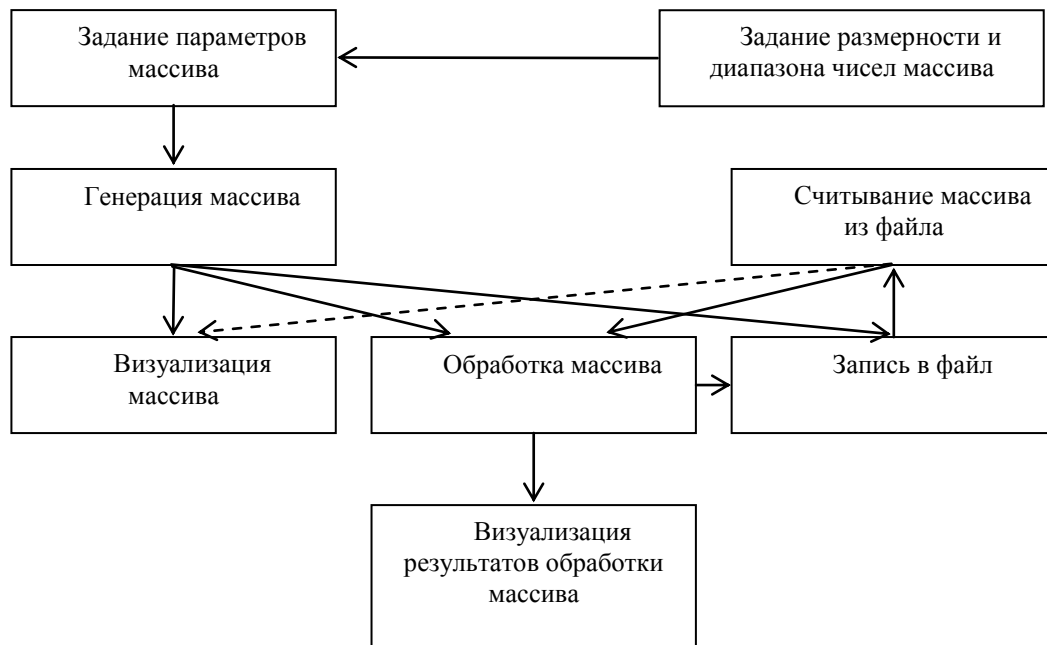 Задание параметров
массива
Задание размерности и
диапазона чисел массива
Генерация массива
Считывание массива
из файла
Визуализация
массива
Обработка массива
Запись в файл
Визуализация
результатов обработки
массива